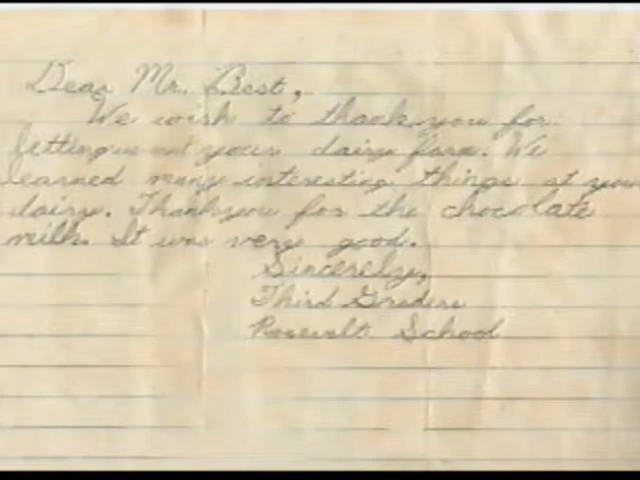 Dear Mr. Best,
We wish to thank you for
letting us your dairy farm. We
learned many interesting things at your
dairy. Thank you for the chocolate
milk. It was very good.
Sincerely,
Third Graders
Roosevelt School